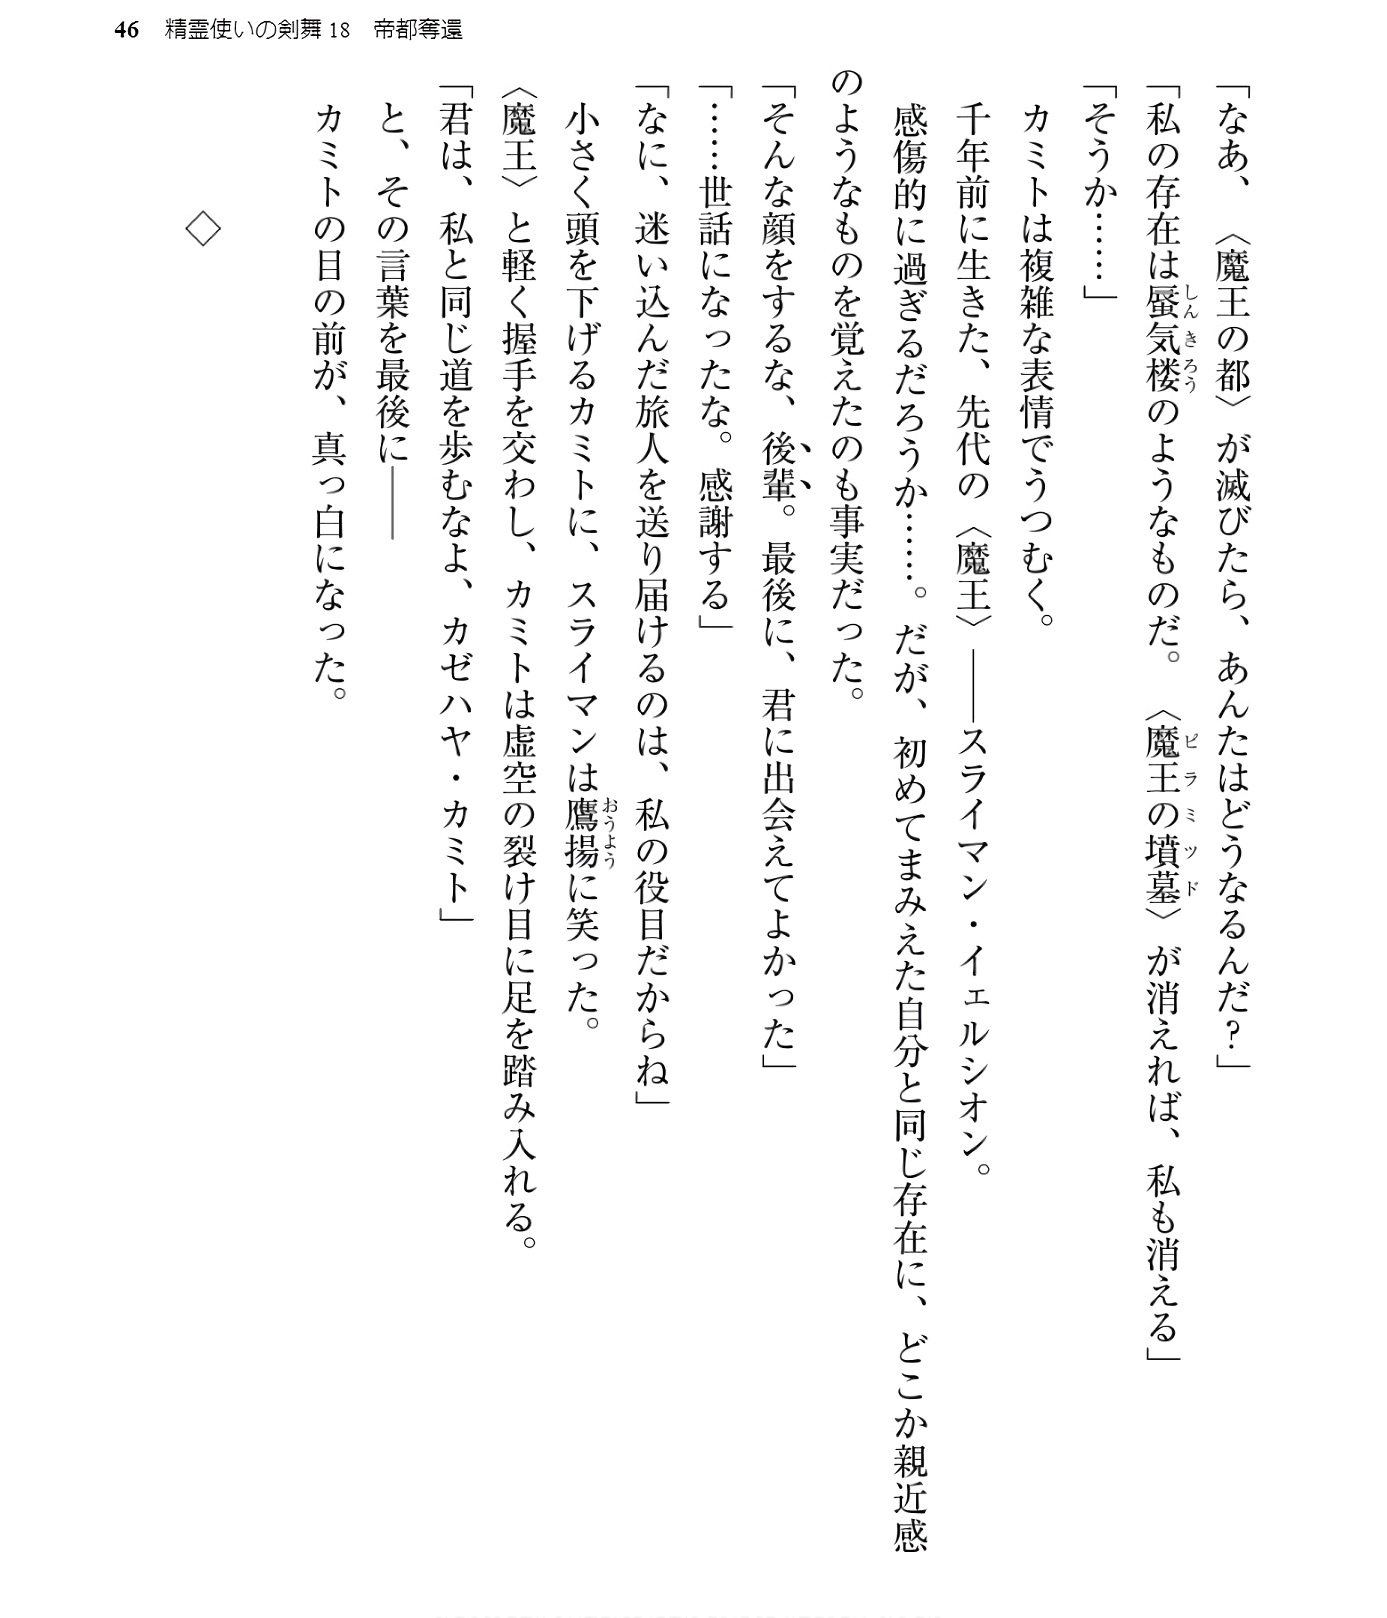 46 精霊使いの剣舞18 帝都奪還
「なあ、〈魔王の都〉が滅びたら、あんたはどうなるんだ?」
「私の存在は蜃気楼のようなものだ。〈魔王の墳墓〉が消えれば、私も消える」
しんきろう
ピラミッド
「そうか……」
カミトは複雑な表情でうつむく。
千年前に生きた、先代の〈魔王〉――スライマン・イェルシオン。
感傷的に過ぎるだろうか……。だが、初めてまみえた自分と同じ存在に、どこか親近感
のようなものを覚えたのも事実だった。
「そんな顔をするな、後輩。最後に、君に出会えてよかった」
「……世話になったな。感謝する」
「なに、迷い込んだ旅人を送り届けるのは、私の役目だからね」
小さく頭を下げるカミトに、スライマンは鷹揚に笑った。
おうよう
〈魔王〉と軽く握手を交わし、カミトは虚空の裂け目に足を踏み入れる。
「君は、私と同じ道を歩むなよ、カゼハヤ・カミト」
と、その言葉を最後に――
カミトの目の前が、真っ白になった。
◇